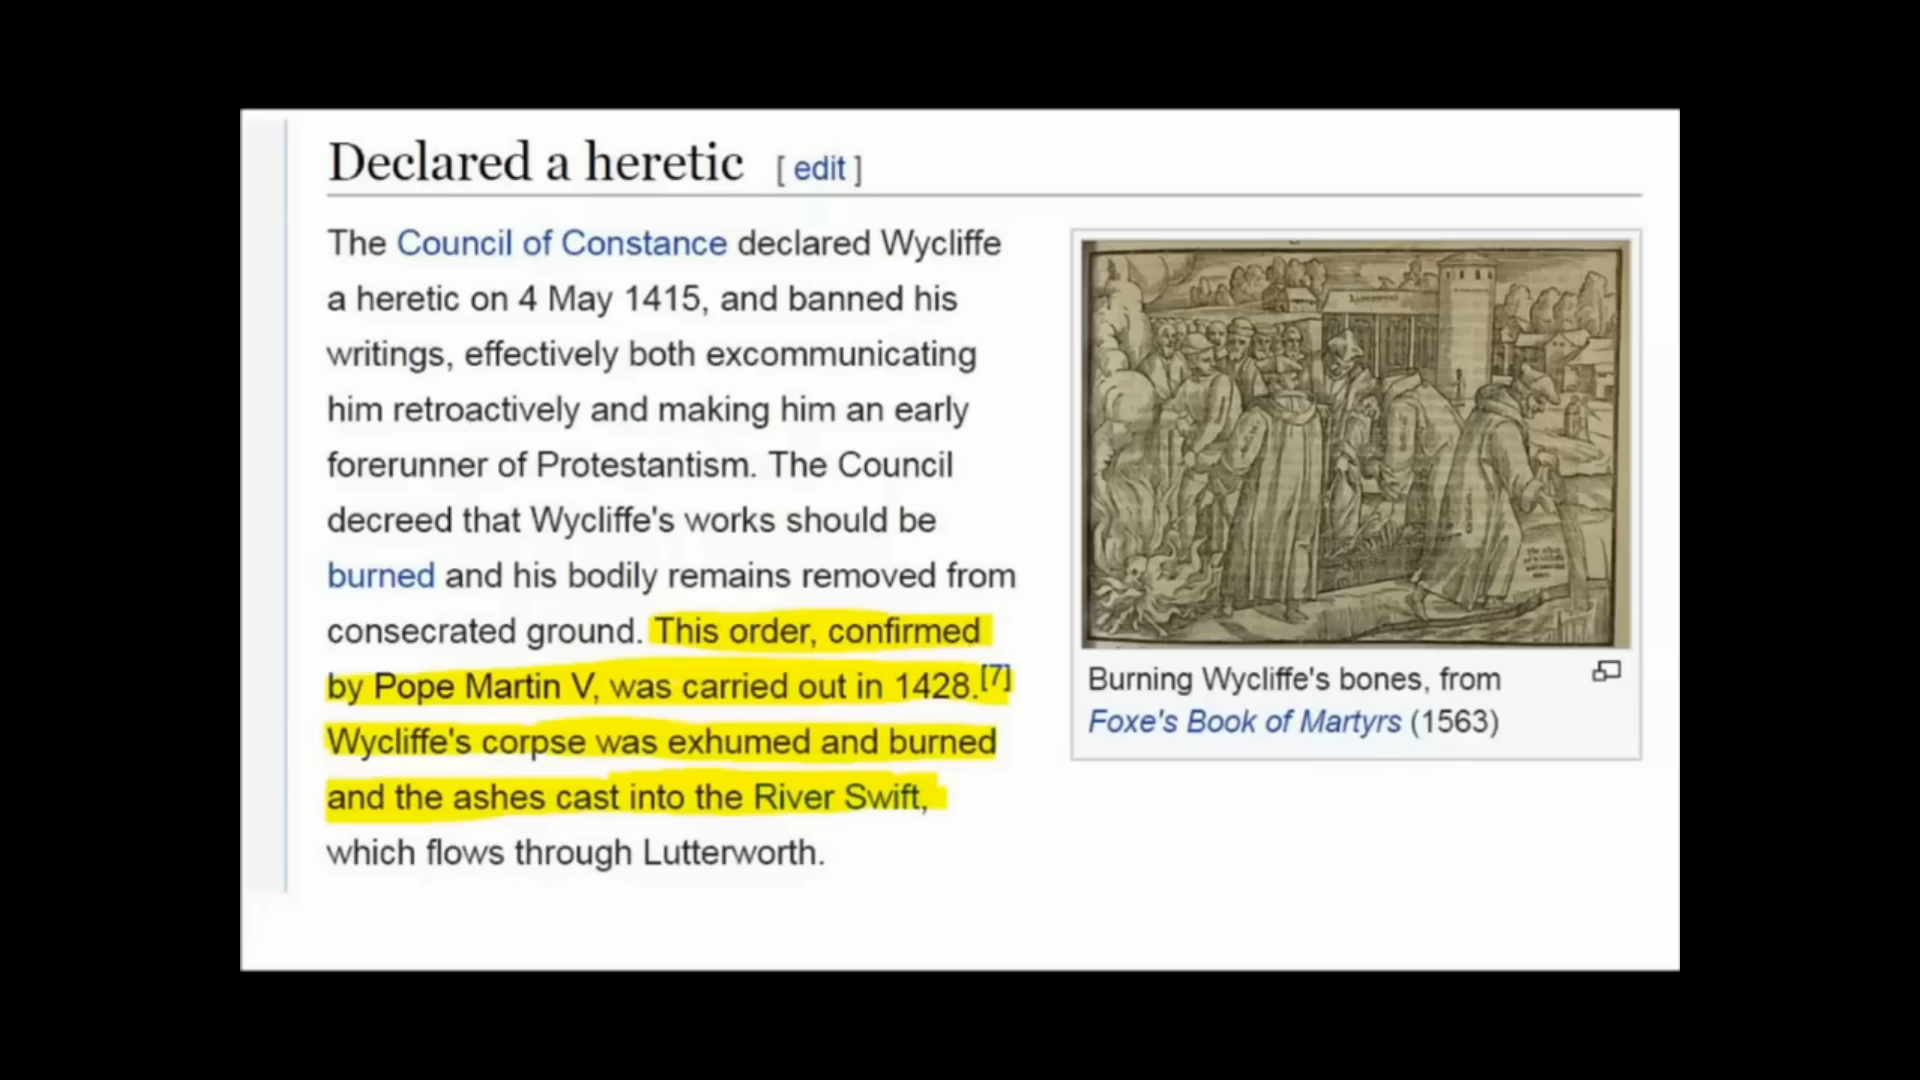 Declared a heretic [ edit ]
The Council of Constance declared Wycliffe
a heretic on 4 May 1415, and banned his
writings, effectively both excommunicating
him retroactively and making him an early
forerunner of Protestantism. The Council
decreed that Wycliffe's works should be
burned and his bodily remains removed from
consecrated ground. This order, confirmed
by Pope Martin V, was carried out in 1428.[7]
Wycliffe's corpse was exhumed and burned
and the ashes cast into the River Swift,
which flows through Lutterworth.
Burning Wycliffe's bones, from
Foxe's Book of Martyrs (1563)